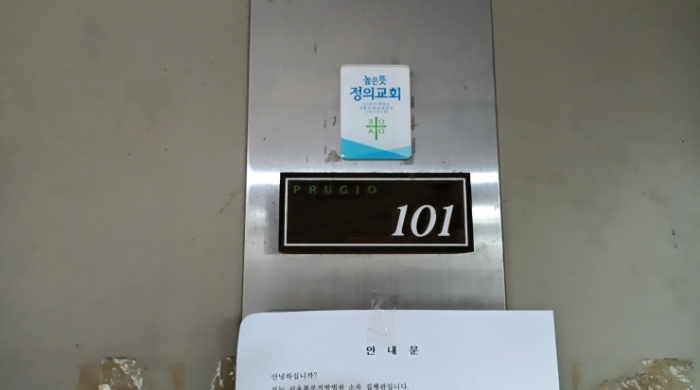 높은뜻
정의교회
PRUGIO
101
안 내 문
안녕하십니까?
저는 서울북부지방법원 소속 집행관입니다.